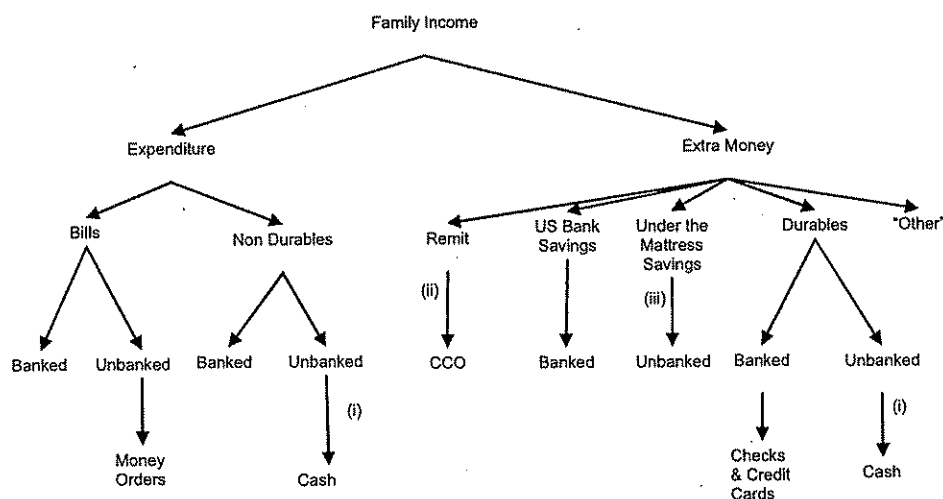 Family Income
Expenditure
Extra Money
Bills
Non Durables
Remit
US Bank
Savings
Under the
Mattress
Savings
Durables
"Other"
(ii)
(iii)
Banked
Unbanked
Banked
Unbanked
CCO
Banked
Unbanked
Banked
Unbanked
(i)
(i)
Money
Orders
Cash
Checks
& Credit
Cards
Cash